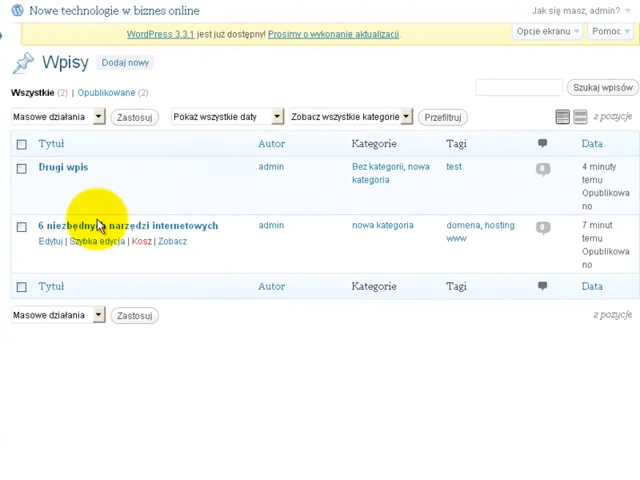 Nowe technologie w biznes online
Jak się masz, admin?
WordPress 3.3.1 jest już dostępny! Prosimy o wykonanie aktualizacji.
Opcje ekranu
Pomoc
Wpisy Dodaj nowy
Wszystkie (2) | Opublikowane (2)
Szukaj wpisów
Masowe działania Zastosuj Pokaż wszystkie daty Zobacz wszystkie kategorie Przefiltruj 2 pozycje
Tytuł Autor Kategorie Tagi Data
Drugi wpis admin Bez kategorii, nowa kategoria test 0 4 minuty temu Opublikowano
6 niezbędnych narzędzi internetowych admin nowa kategoria domena, hosting www 0 7 minut temu Opublikowano
Edytuj | Szybka edycja | Kosz | Zobacz
Tytuł Autor Kategorie Tagi Data
Masowe działania Zastosuj 2 pozycje